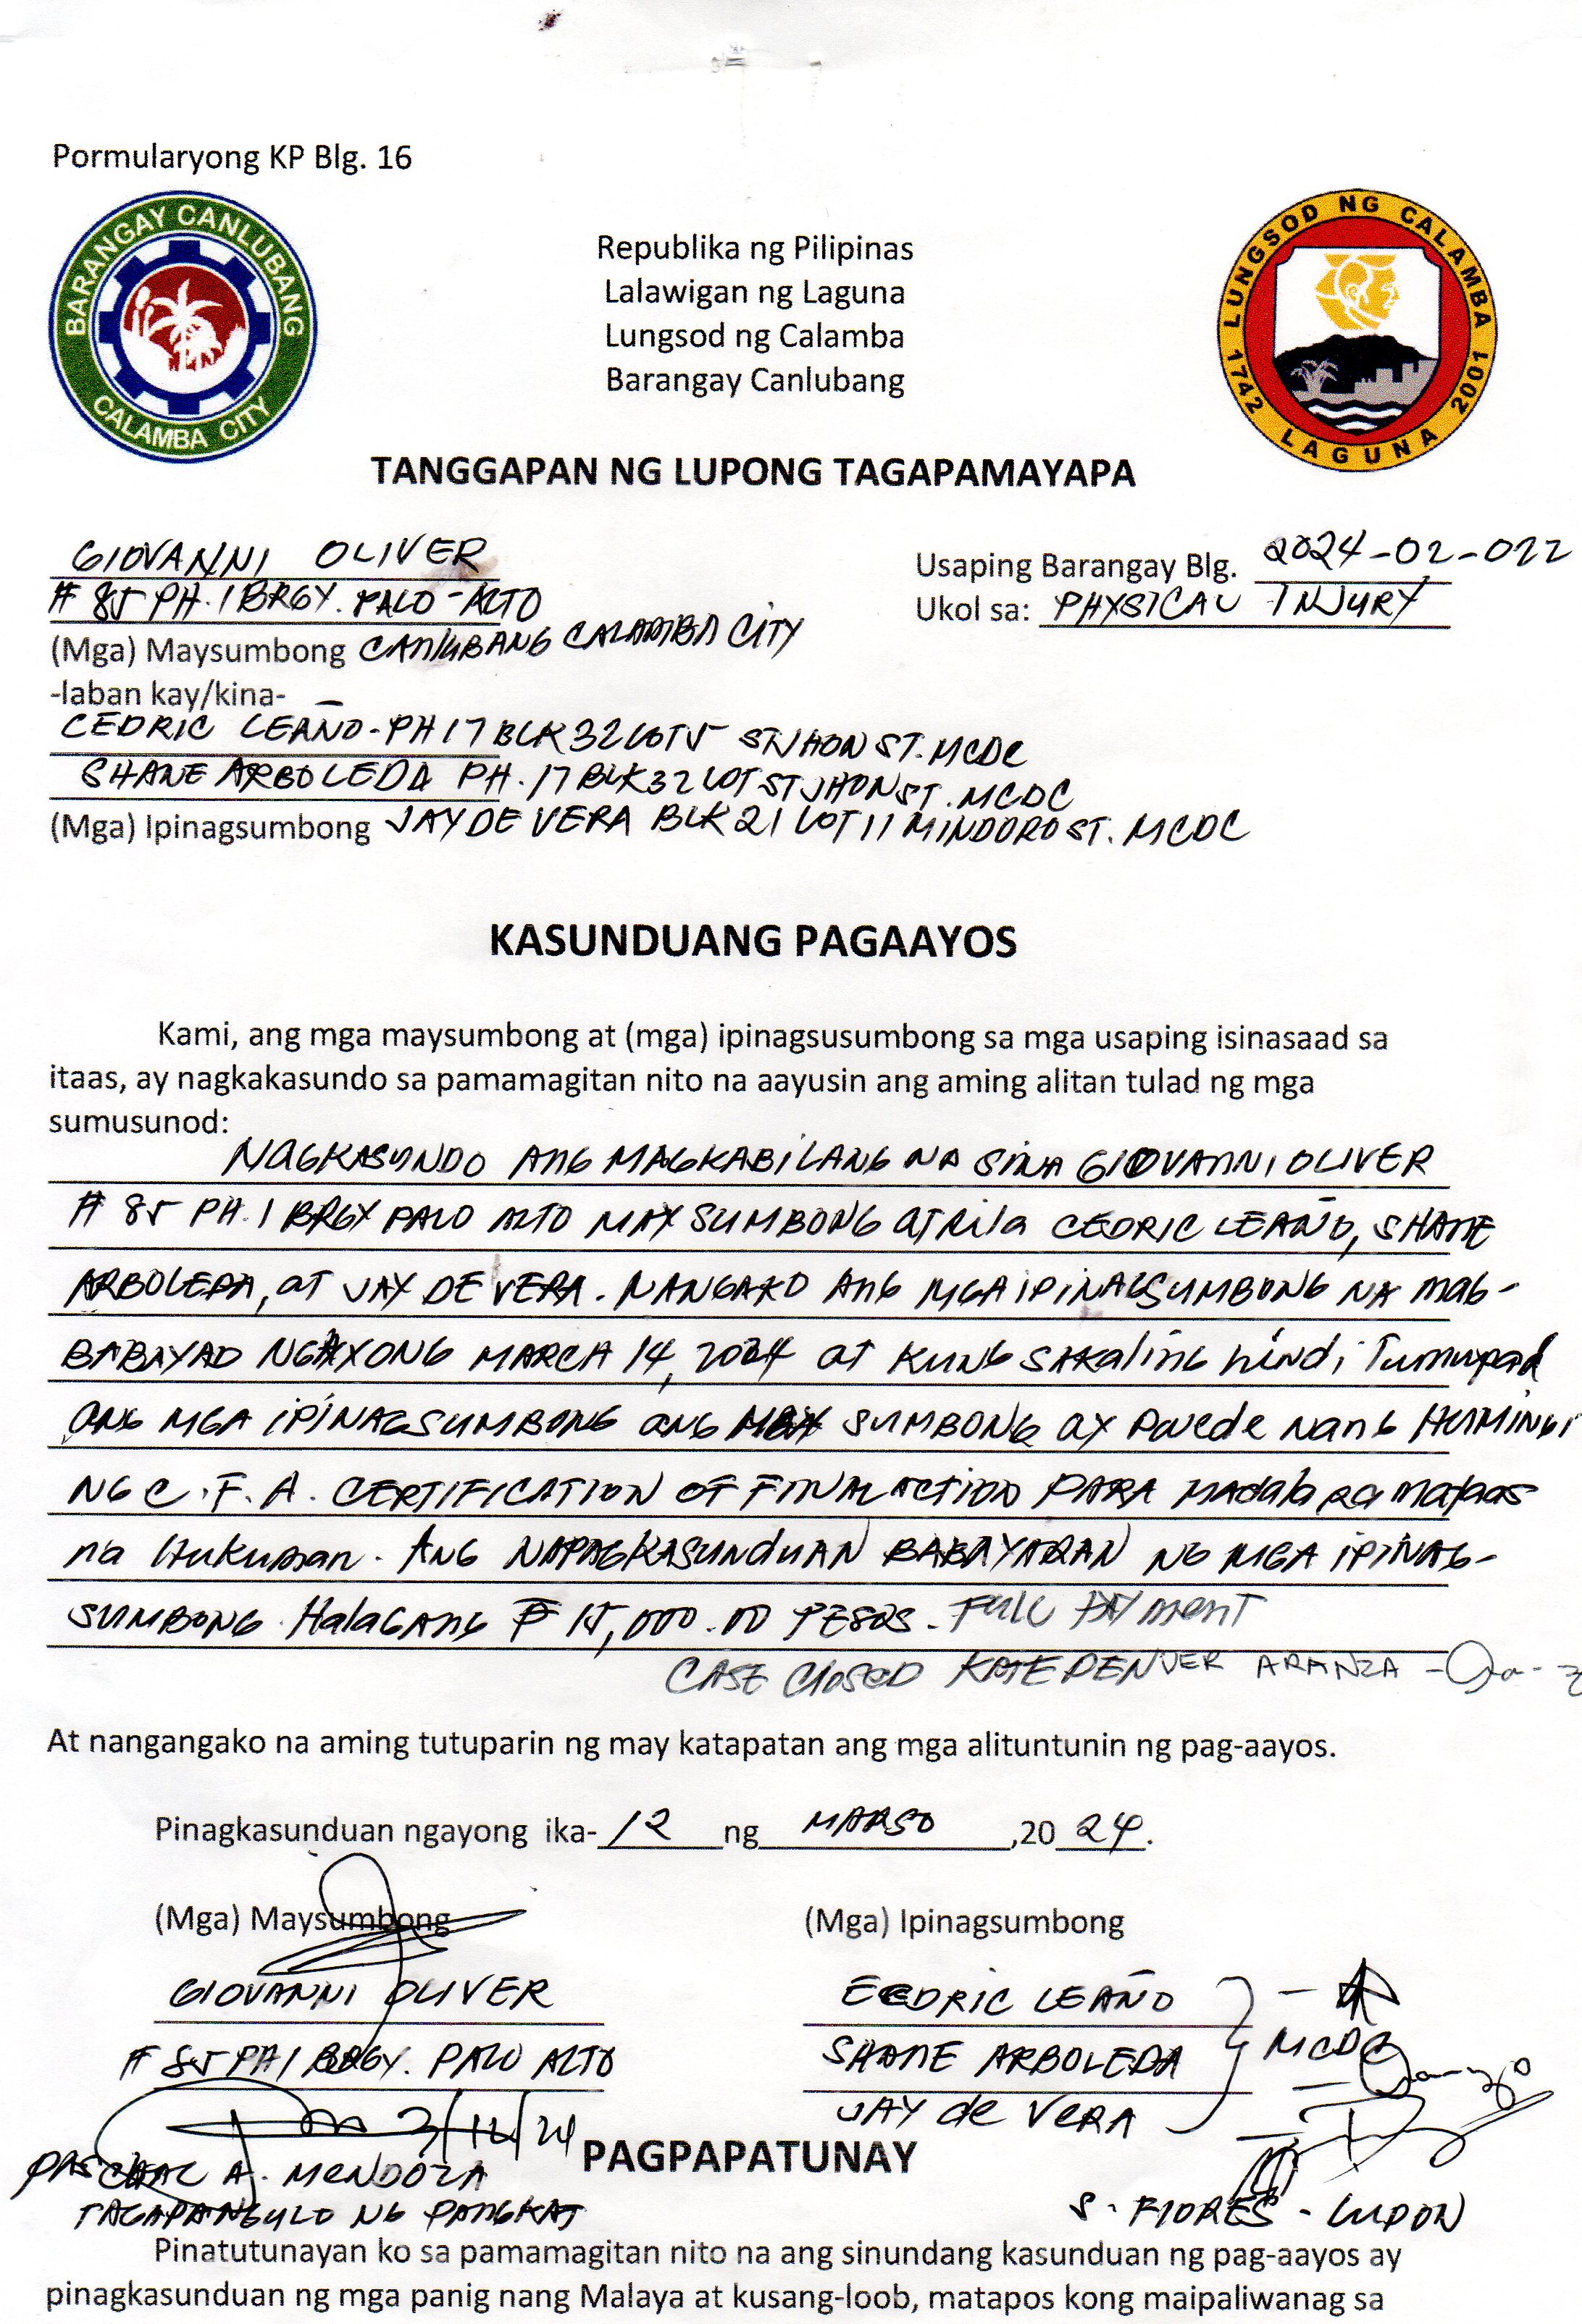 Pormularyong KP Blg. 16
BARANGAY CANLUBANG
CALAMBA CITY
LUNGSOD NG CALAMBA
1742 LAGUNA 2001
Republika ng Pilipinas
Lalawigan ng Laguna
Lungsod ng Calamba
Barangay Canlubang
TANGGAPAN NG LUPONG TAGAPAMAYAPA
GIOVANNI OLIVER
Usaping Barangay Blg. 2024-02-022
# 85 PH. 1 BRGY. PALO-ALTO
Ukol sa: PHYSICAL INJURY
(Mga) Maysumbong CANLUBANG CALAMBA CITY
-laban kay/kina-
CEDRIC LEAÑO - PH 17 BLK 32 LOT 5 ST JHON ST. MCDC
SHANE ARBOLEDA PH. 17 BLK 32 LOT ST JHON ST. MCDC
(Mga) Ipinagsumbong JAY DE VERA BLK 21 LOT 11 MINDORO ST. MCDC
KASUNDUANG PAGAAYOS
Kami, ang mga maysumbong at (mga) ipinagsusumbong sa mga usaping isinasaad sa
itaas, ay nagkakasundo sa pamamagitan nito na aayusin ang aming alitan tulad ng mga
sumusunod:
NAGKASUNDO ANG MAGKABILANG NA SINA GIOVANNI OLIVER
# 85 PH. 1 BRGY PALO ALTO MAY SUMBONG at sila CEDRIC LEAÑO, SHANE
ARBOLEDA, at JAY DE VERA. NANGAKO ANG MGA IPINAGSUMBONG NA MAG-
BABAYAD NGAYONG MARCH 14, 2024 at KUNG SAKALING hindi Tumupad
ANG MGA IPINAGSUMBONG ANG MAY SUMBONG AY Pwede NANG HUMINGI
NG C.F.A. CERTIFICATION OF FINAL ACTION PARA Madala sa mataas
na Hukuman. ANG NAPAGKASUNDUAN BABAYARAN NG MGA IPINAG-
SUMBONG Halagang ₱ 15,000.00 PESOS. FULL PAYMENT
CASE CLOSED KATE DENVER ARANZA -
At nangangako na aming tutuparin ng may katapatan ang mga alituntunin ng pag-aayos.
Pinagkasunduan ngayong ika- 12 ng MARSO ,20 24.
(Mga) Maysumbong
(Mga) Ipinagsumbong
GIOVANNI OLIVER
CEDRIC LEAÑO
# 85 PH 1 BRGY. PALO ALTO
SHANE ARBOLEDA
MCDC
JAY de VERA
3/12/24
PAGPAPATUNAY
PASCHAL A. MENDOZA
TAGAPANGULO NG PANGKAT
S. FLORES - LUPON
Pinatutunayan ko sa pamamagitan nito na ang sinundang kasunduan ng pag-aayos ay
pinagkasunduan ng mga panig nang Malaya at kusang-loob, matapos kong maipaliwanag sa